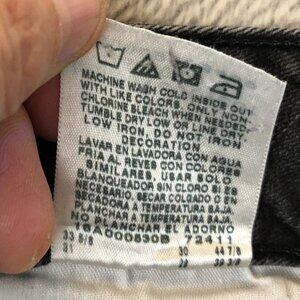 MACHINE WASH COLD INSIDE OUT
WITH LIKE COLORS. ONLY NON-
CHLORINE BLEACH WHEN NEEDED.
TUMBLE DRY LOW OR LINE DRY.
LOW IRON. DO NOT IRON
DECORATION
LAVAR EN LAVADORA CON AGUA
FRIA AL REVES CON COLORES
SIMILARES. USAR SOLO
BLANQUEADOR SIN CLORO SI ES
NECESARIO. SECAR COLGADO O EN
SECADORA A TEMPERATURA BAJA.
PLANCHAR A TEMPERATURA BAJA.
NO PLANCHAR EL ADORNO
72411
30